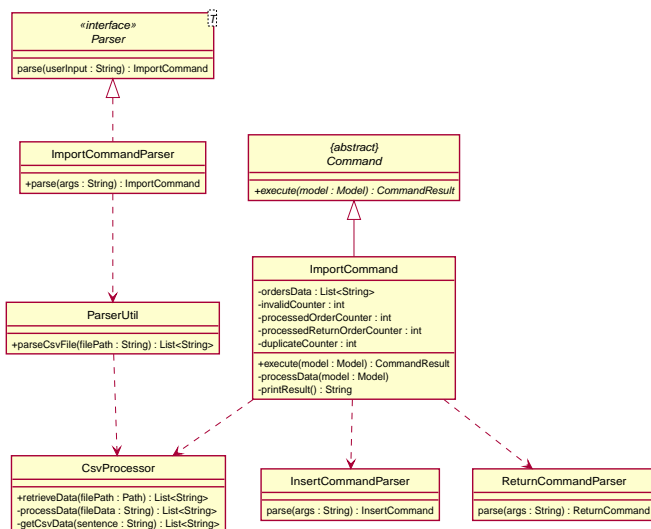 «interface»
Parser
T
parse(userInput : String) : ImportCommand
ImportCommandParser
+parse(args : String) : ImportCommand
{abstract}
Command
+execute(model : Model) : CommandResult
ImportCommand
-ordersData : List<String>
-invalidCounter : int
-processedOrderCounter : int
-processedReturnOrderCounter : int
-duplicateCounter : int
+execute(model : Model) : CommandResult
-processData(model : Model)
-printResult() : String
ParserUtil
+parseCsvFile(filePath : String) : List<String>
CsvProcessor
+retrieveData(filePath : Path) : List<String>
-processData(fileData : String) : List<String>
-getCsvData(sentence : String) : List<String>
InsertCommandParser
parse(args : String) : InsertCommand
ReturnCommandParser
parse(args : String) : ReturnCommand